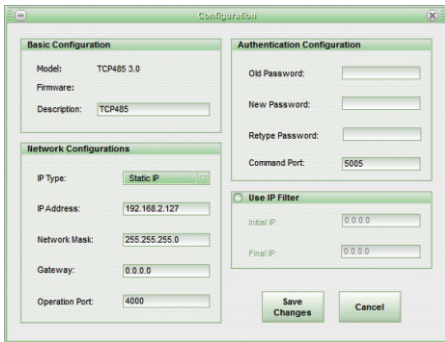 Configuration
Basic Configuration
Model: TCP485 3.0
Firmware:
Description: TCP485
Network Configurations
IP Type: Static IP
IP Address: 192.168.2.127
Network Mask: 255.255.255.0
Gateway: 0.0.0.0
Operation Port: 4000
Authentication Configuration
Old Password:
New Password:
Retype Password:
Command Port: 5005
Use IP Filter
Initial IP: 0.0.0.0
Final IP: 0.0.0.0
Save
Changes
Cancel